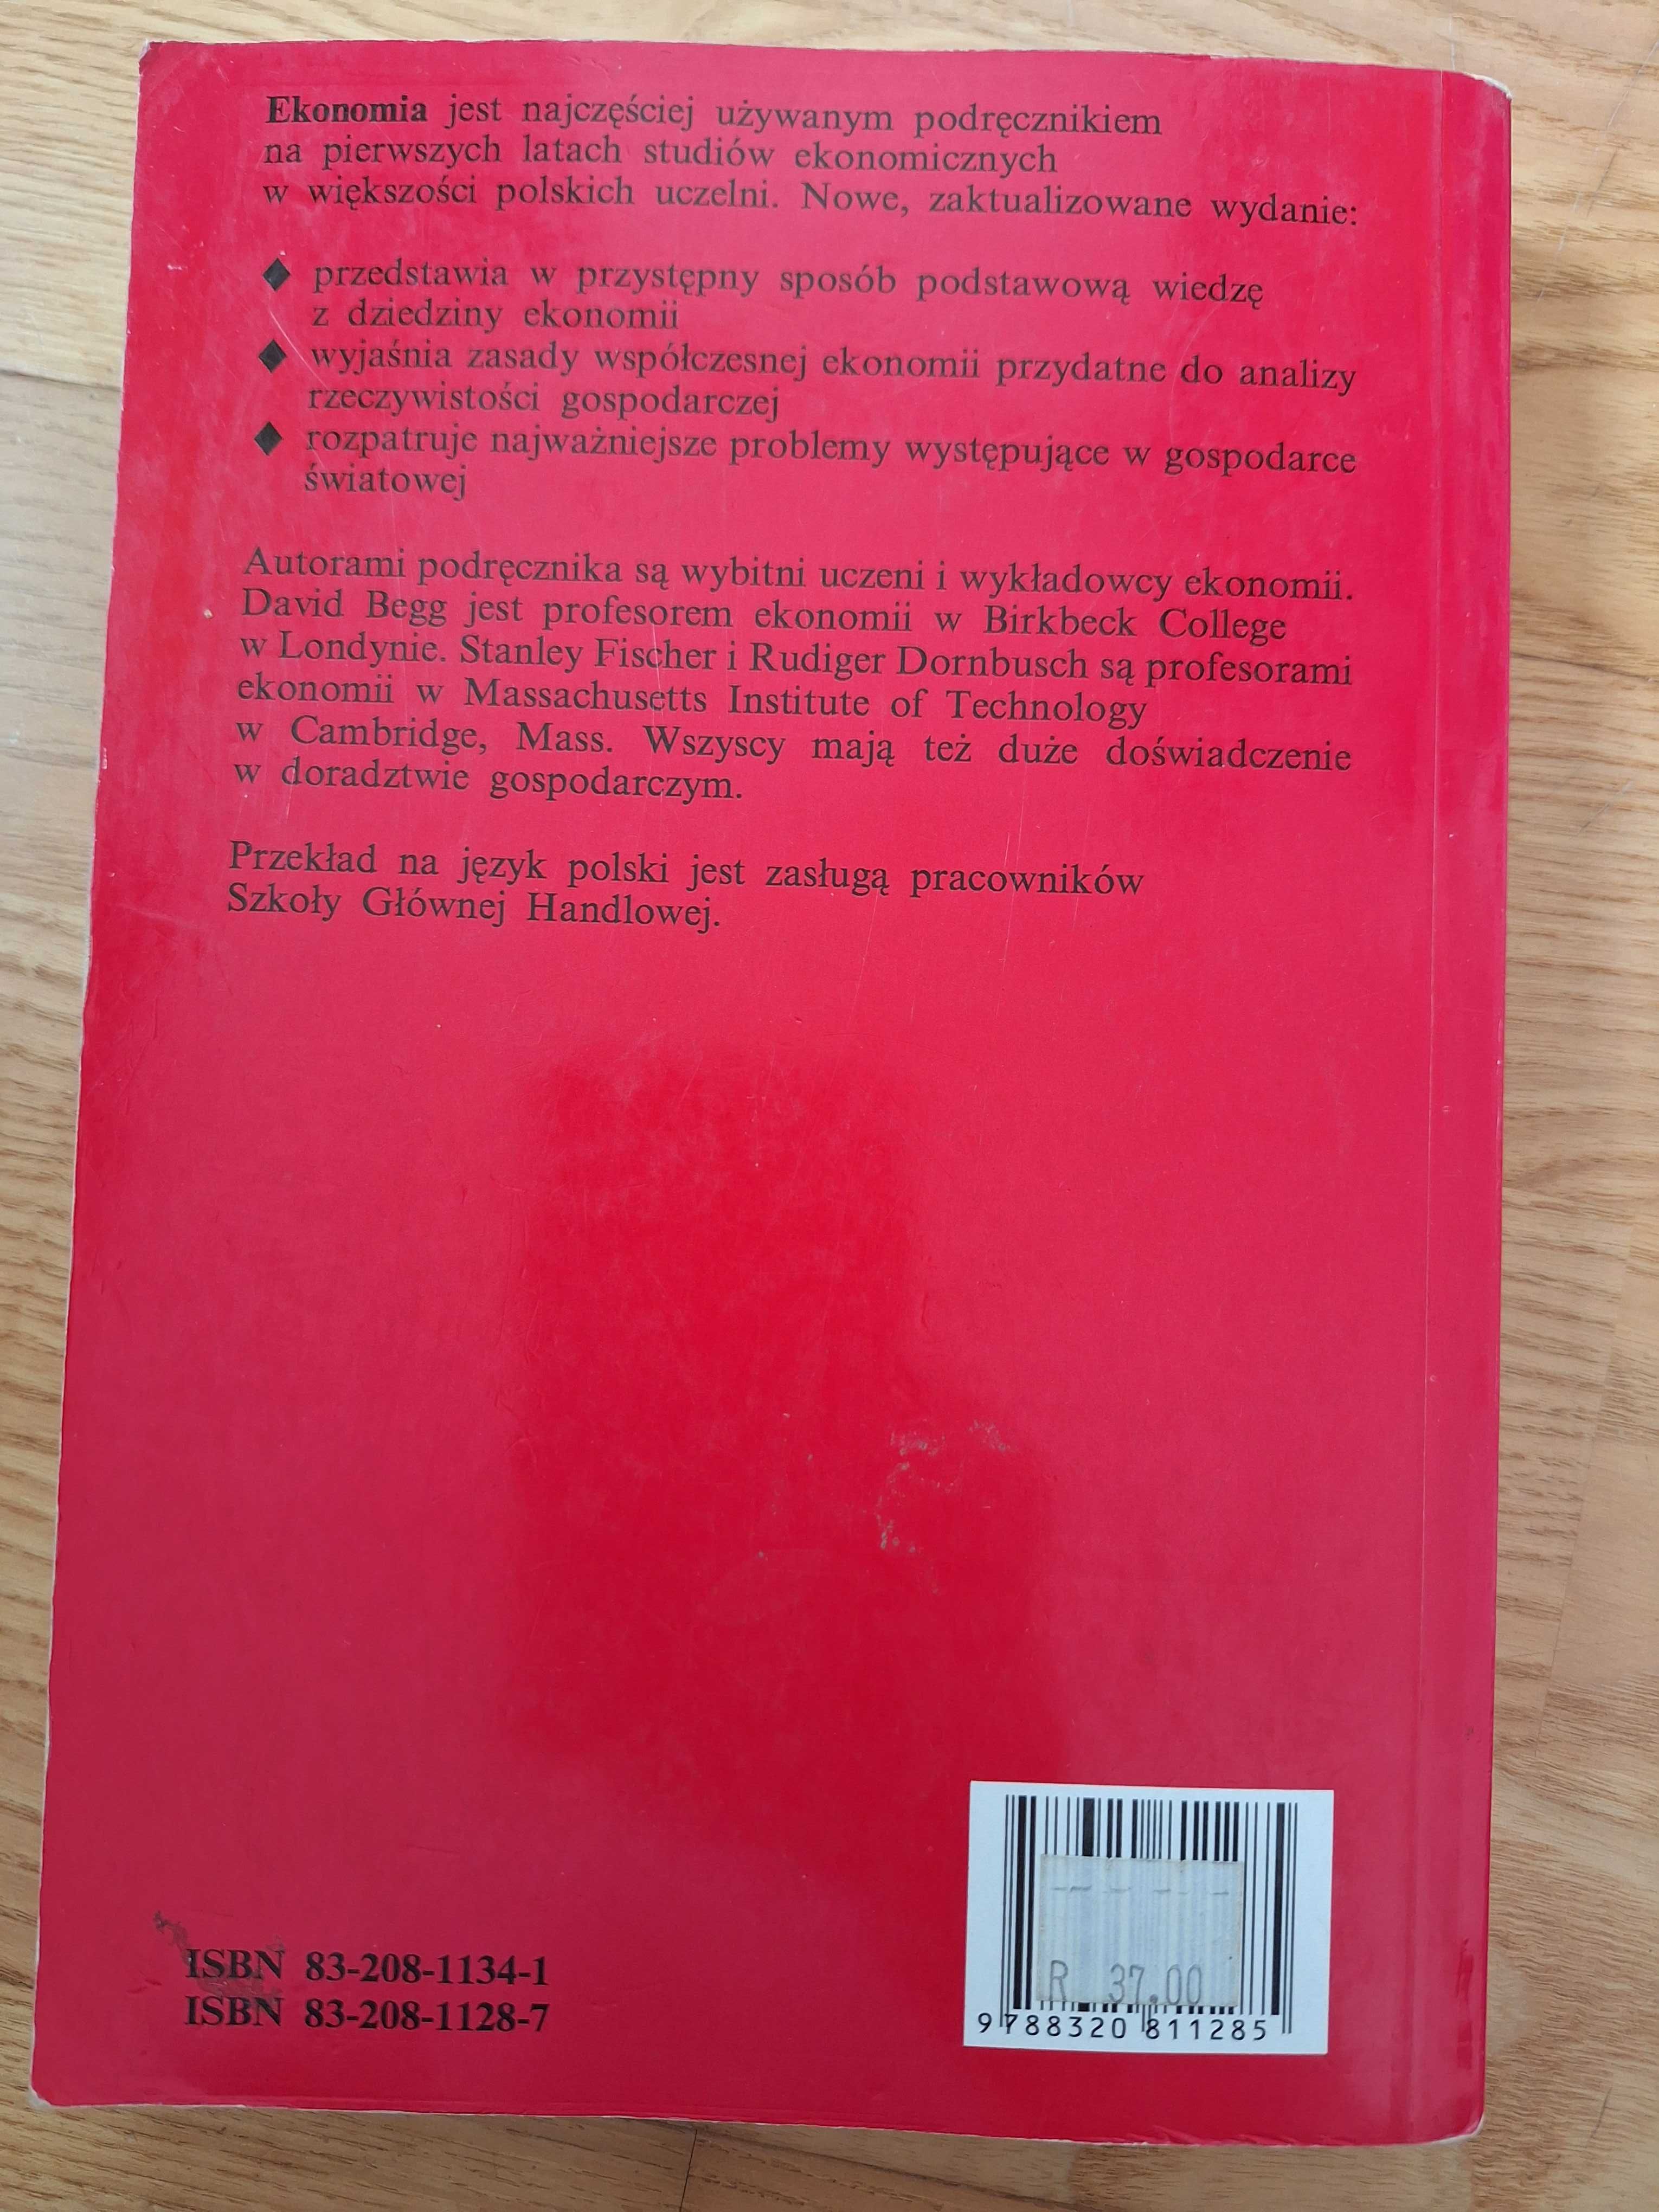 Ekonomia jest najczęściej używanym podręcznikiem
na pierwszych latach studiów ekonomicznych
w większości polskich uczelni. Nowe, zaktualizowane wydanie:
◆ przedstawia w przystępny sposób podstawową wiedzę
z dziedziny ekonomii
◆ wyjaśnia zasady współczesnej ekonomii przydatne do analizy
rzeczywistości gospodarczej
◆ rozpatruje najważniejsze problemy występujące w gospodarce
światowej
Autorami podręcznika są wybitni uczeni i wykładowcy ekonomii.
David Begg jest profesorem ekonomii w Birkbeck College
w Londynie. Stanley Fischer i Rudiger Dornbusch są profesorami
ekonomii w Massachusetts Institute of Technology
w Cambridge, Mass. Wszyscy mają też duże doświadczenie
w doradztwie gospodarczym.
Przekład na język polski jest zasługą pracowników
Szkoły Głównej Handlowej.
ISBN 83-208-1134-1
ISBN 83-208-1128-7
R 37.00
9 788320 811285